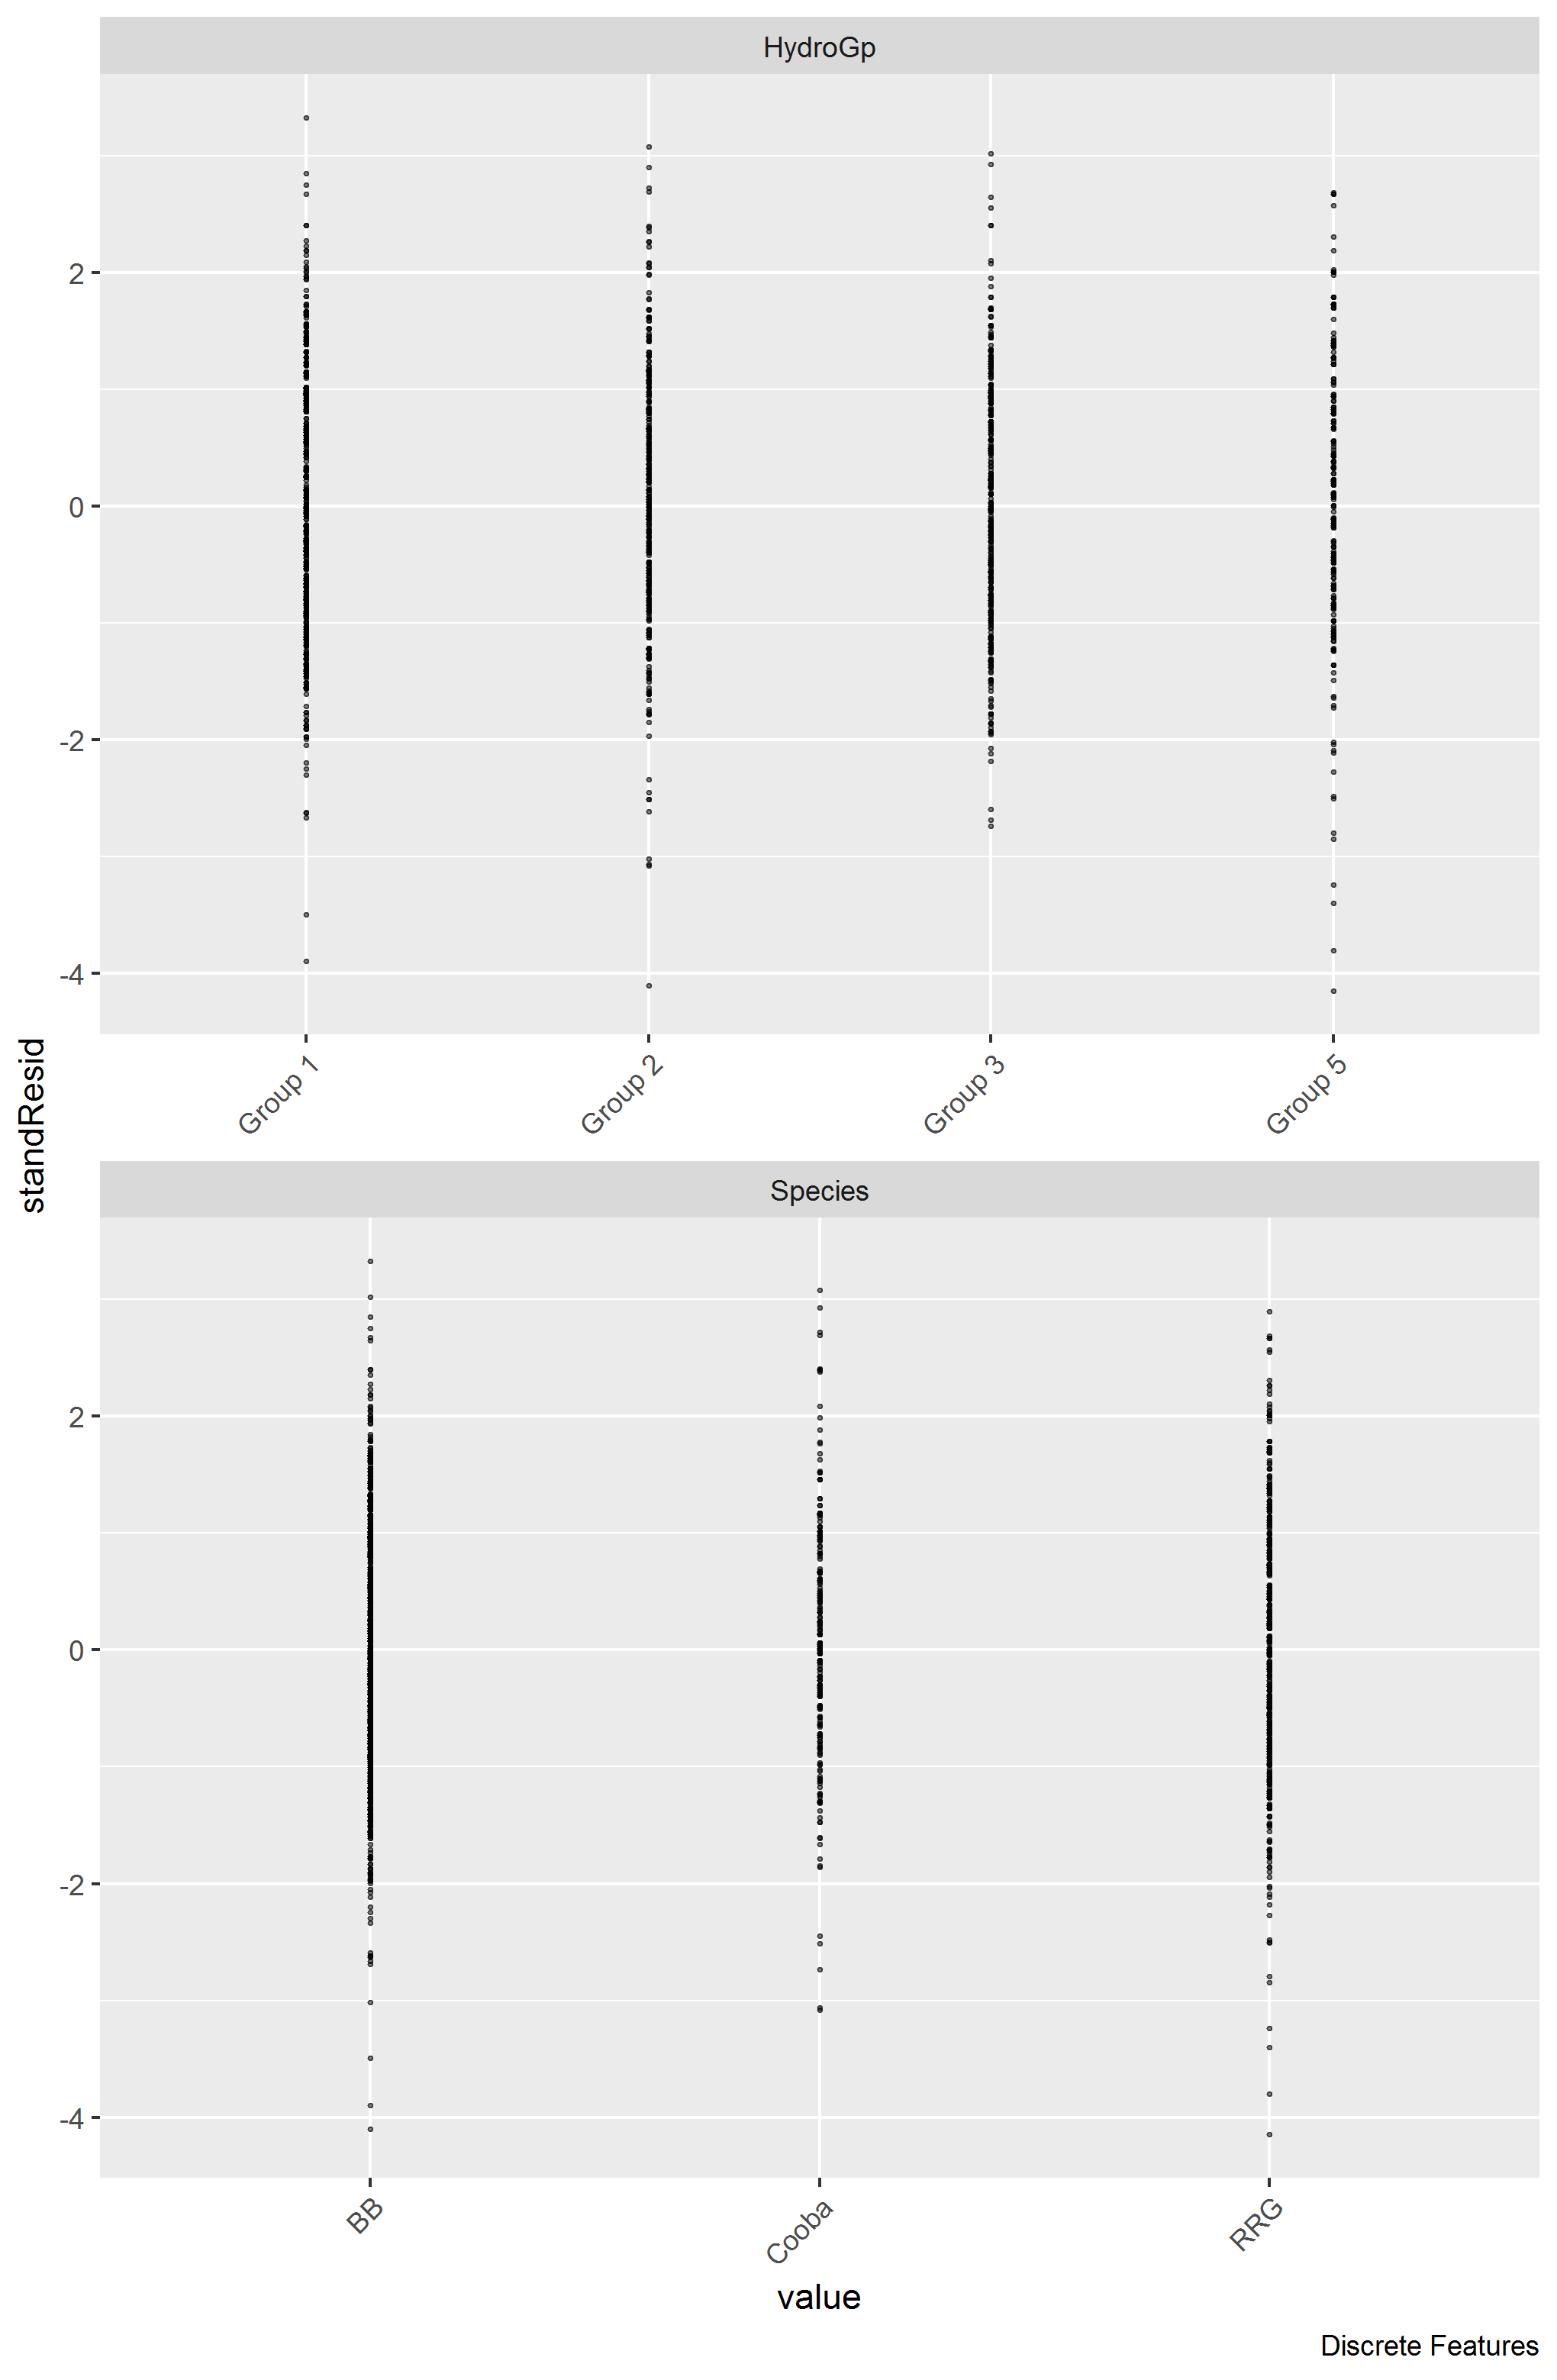 HydroGp
2
0
-2
-4
Group 1
Group 2
Group 3
Group 5
standResid
Species
2
0
-2
-4
BB
Cooba
RRG
value
Discrete Features